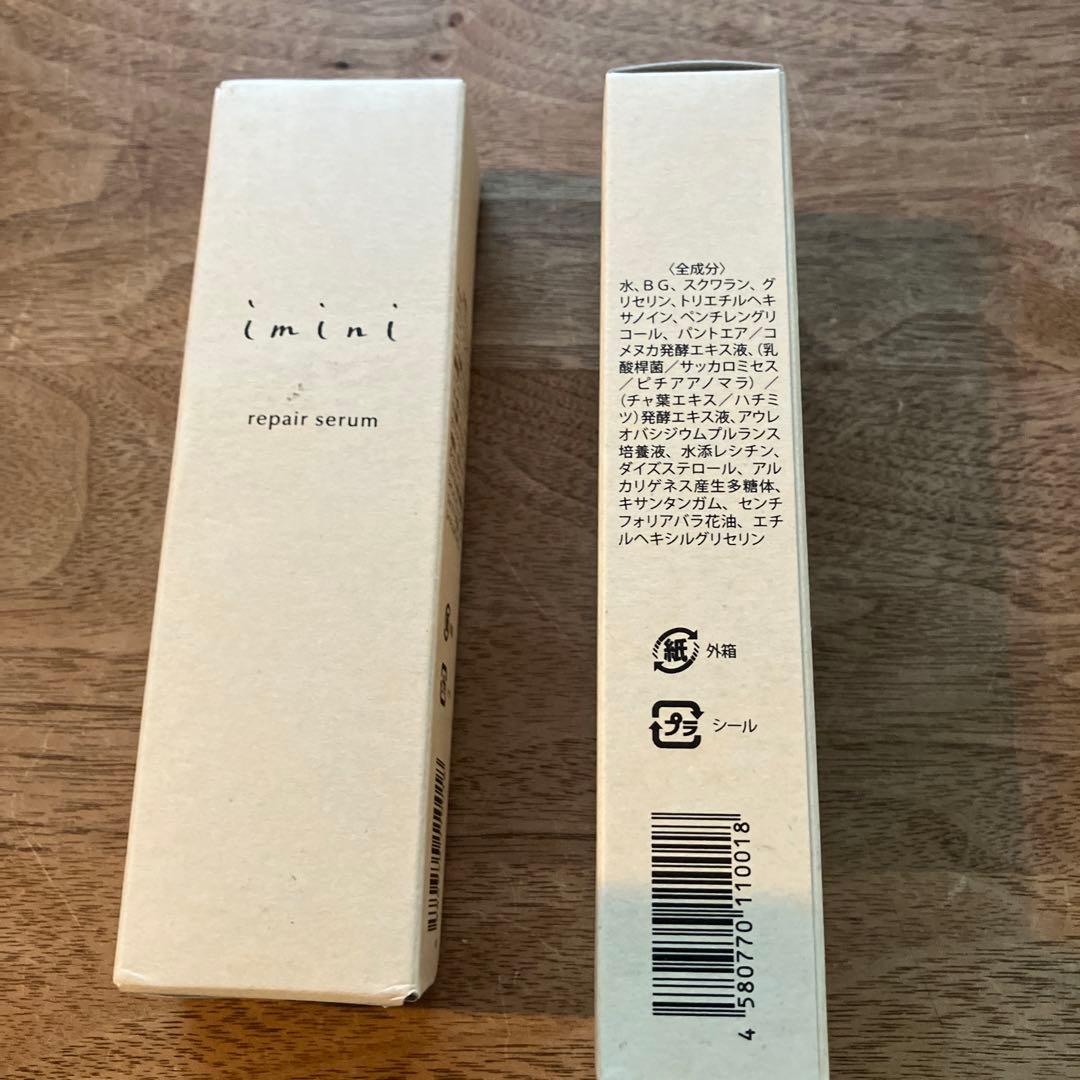 imini
repair serum
〈全成分〉
水、BG、スクワラン、グ
リセリン、トリエチルヘキ
サノイン、ペンチレングリ
コール、パントエア／コ
メヌカ発酵エキス液、（乳
酸桿菌／サッカロミセス
／ピチアアノマラ）／
（チャ葉エキス／ハチミ
ツ）発酵エキス液、アウレ
オバシジウムプルランス
培養液、水添レシチン、
ダイズステロール、アル
カリゲネス産生多糖体、
キサンタンガム、センチ
フォリアバラ花油、エチ
ルヘキシルグリセリン
紙 外箱
プラ シール
4 580770 110018